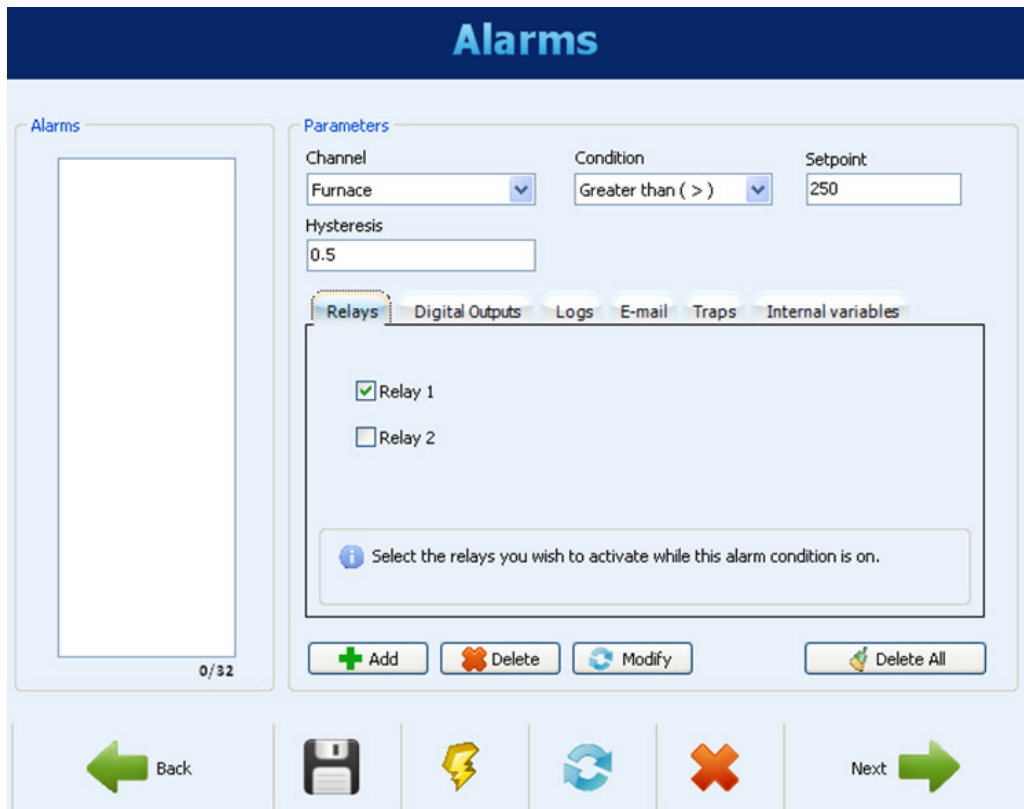 Alarms
Alarms
0/32
Parameters
Channel
Condition
Setpoint
Furnace
Greater than ( > )
250
Hysteresis
0.5
Relays
Digital Outputs
Logs
E-mail
Traps
Internal variables
Relay 1
Relay 2
Select the relays you wish to activate while this alarm condition is on.
Add
Delete
Modify
Delete All
Back
Next